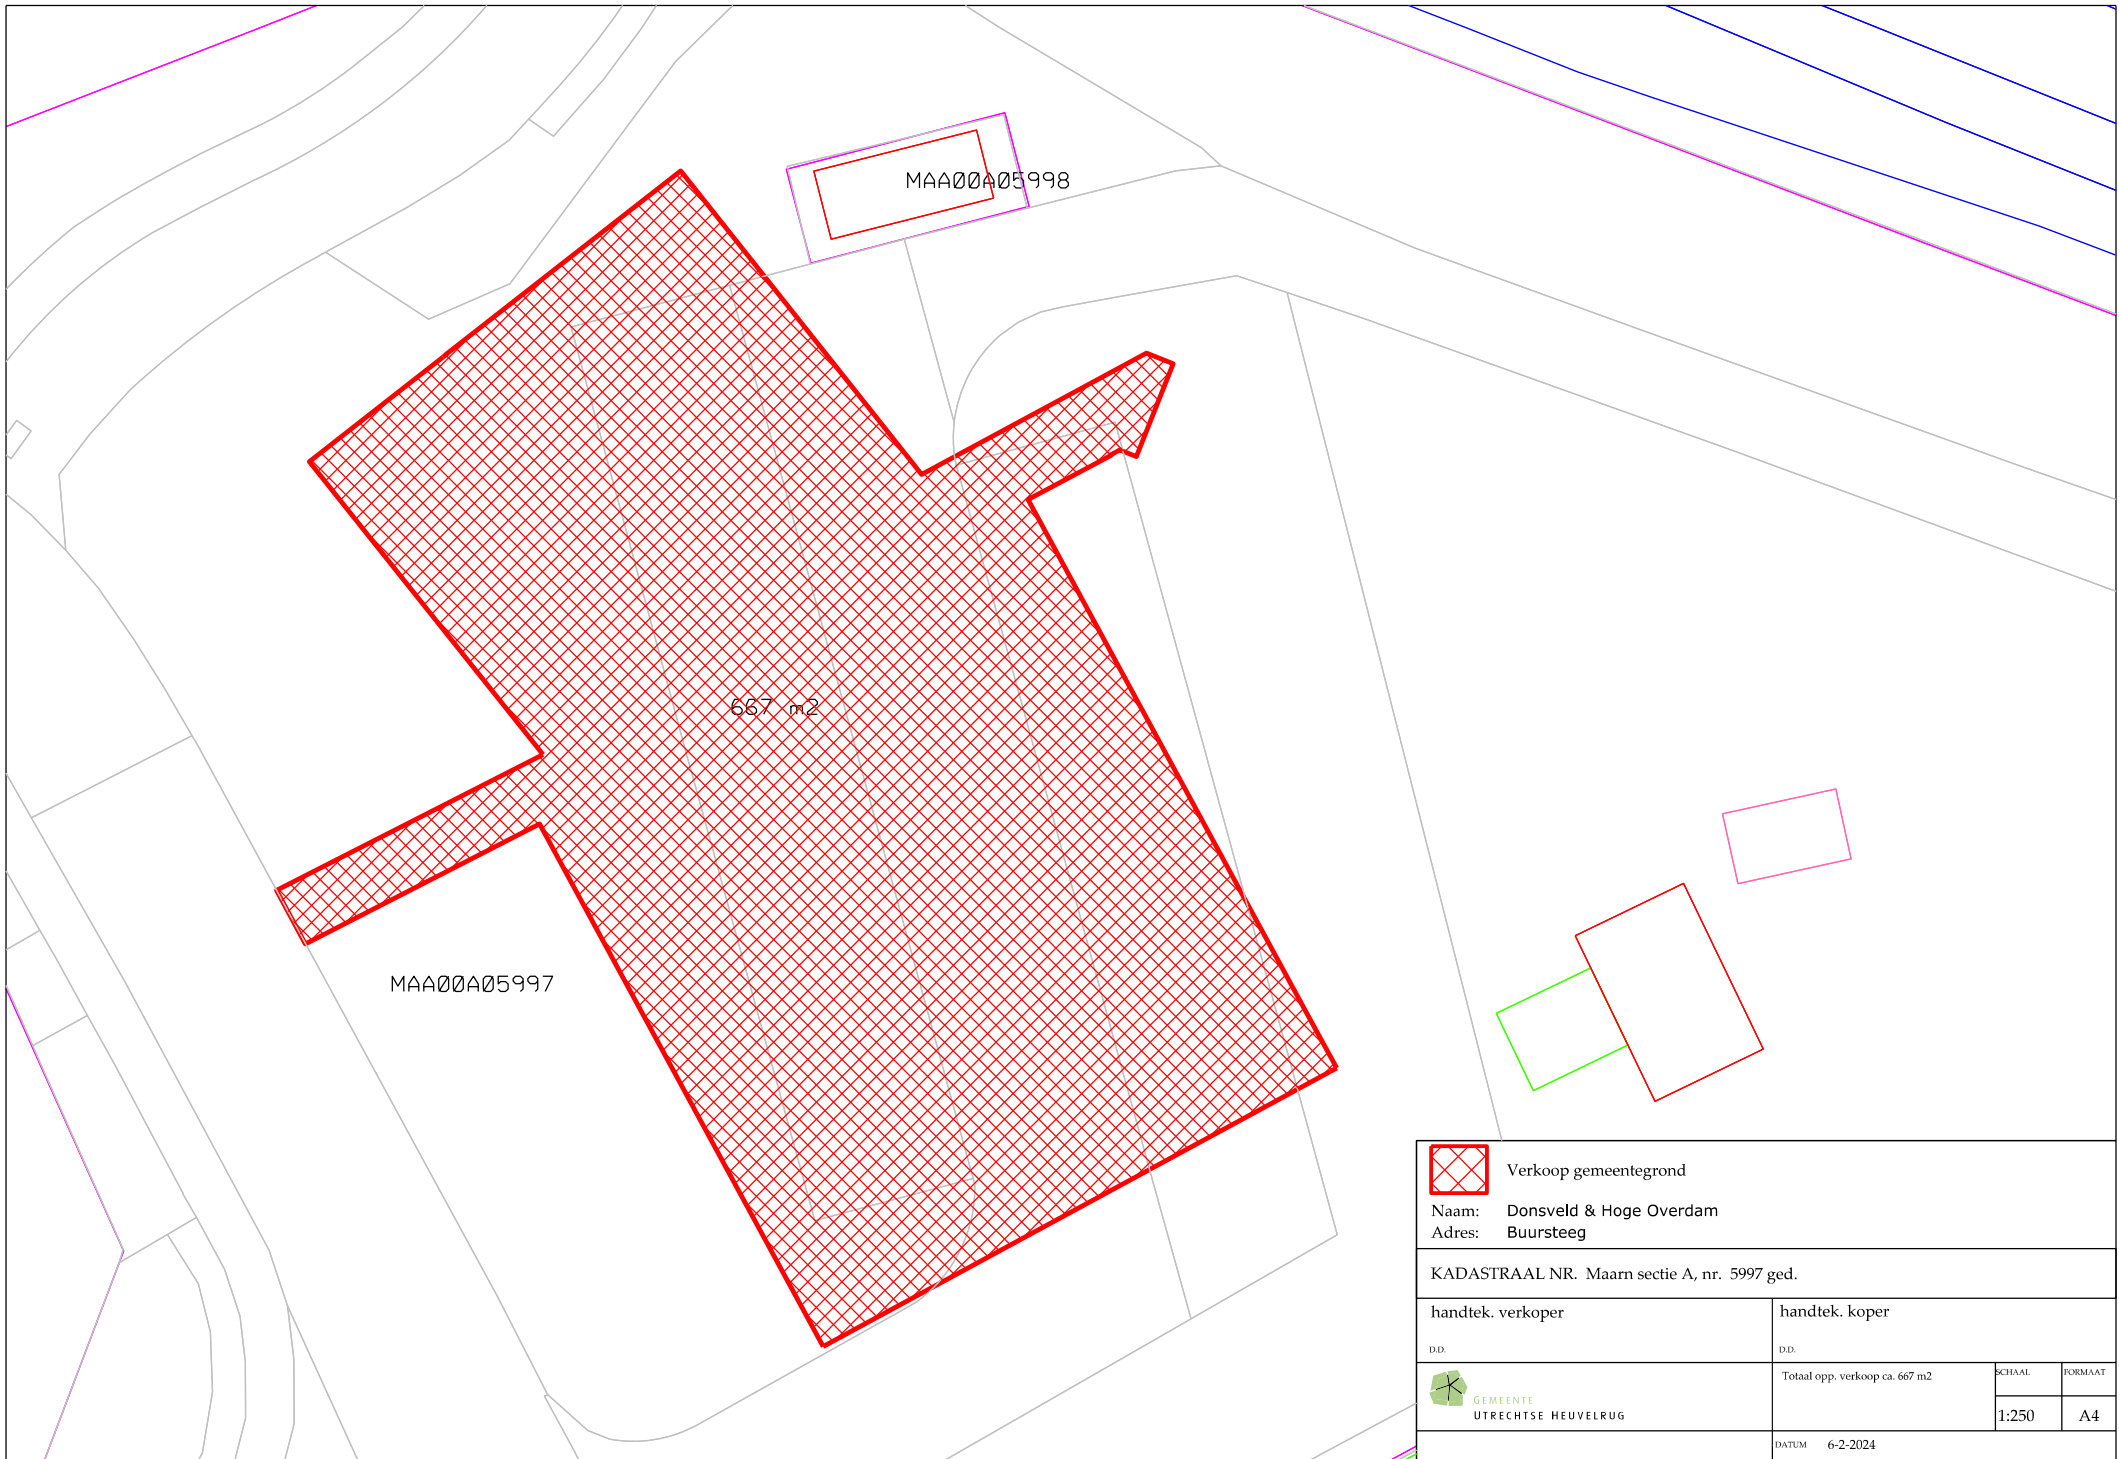 MAA00A05998
667 m2
MAA00A05997
Verkoop gemeentegrond
Naam: Donsveld & Hoge Overdam
Adres: Buursteeg
KADASTRAAL NR. Maarn sectie A, nr. 5997 ged.
handtek. verkoper
handtek. koper
D.D.
D.D.
GEMEENTE
UTRECHTSE HEUVELRUG
Totaal opp. verkoop ca. 667 m2
SCHAAL
FORMAAT
1:250
A4
DATUM 6-2-2024